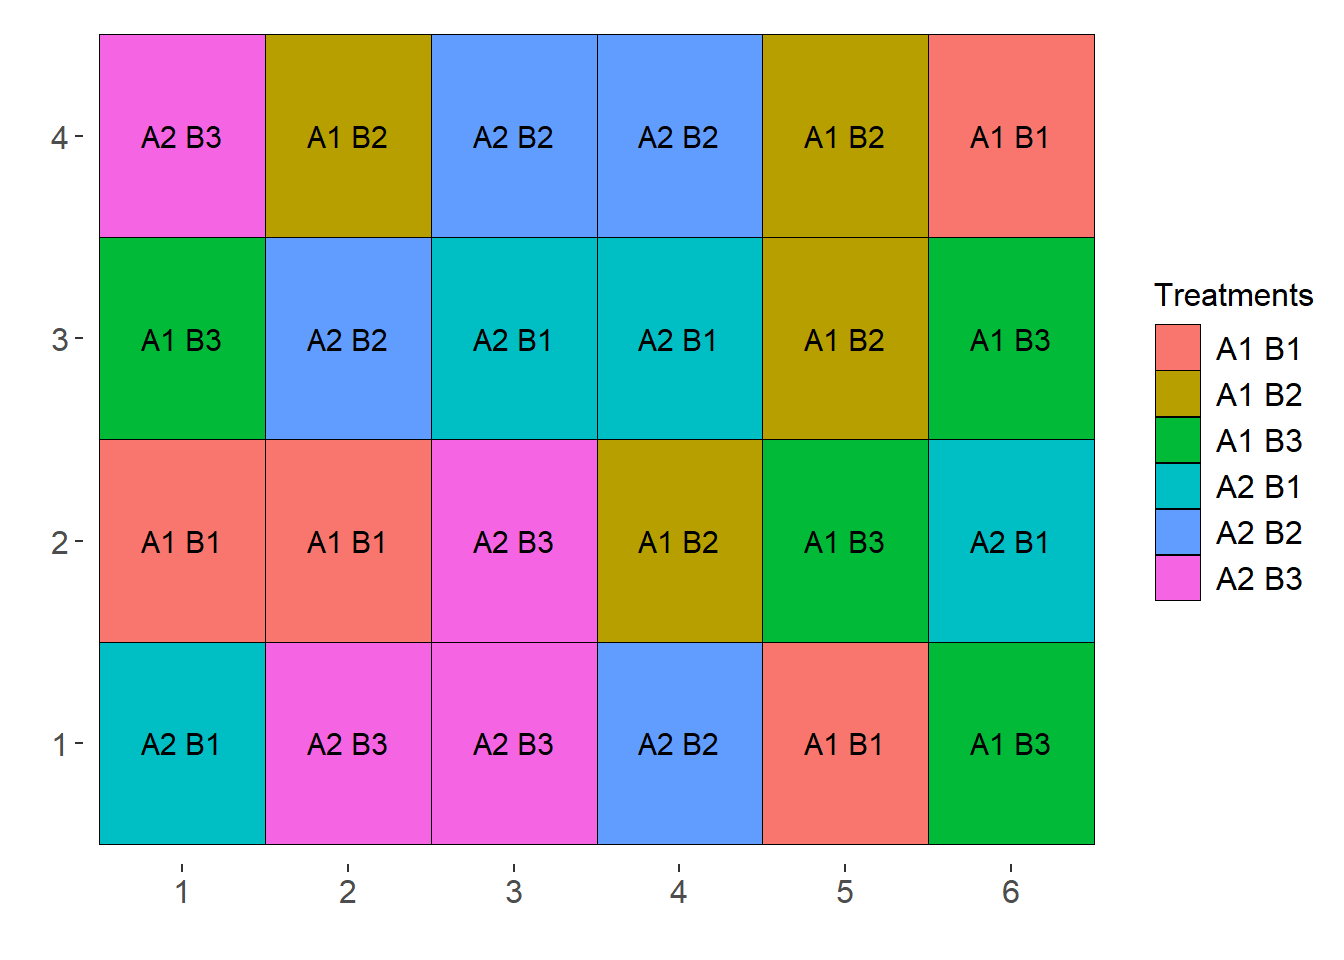 4 A2 B3 A1 B2 A2 B2 A2 B2 A1 B2 A1 B1
3 A1 B3 A2 B2 A2 B1 A2 B1 A1 B2 A1 B3
2 A1 B1 A1 B1 A2 B3 A1 B2 A1 B3 A2 B1
1 A2 B1 A2 B3 A2 B3 A2 B2 A1 B1 A1 B3
1 2 3 4 5 6
Treatments
A1 B1
A1 B2
A1 B3
A2 B1
A2 B2
A2 B3